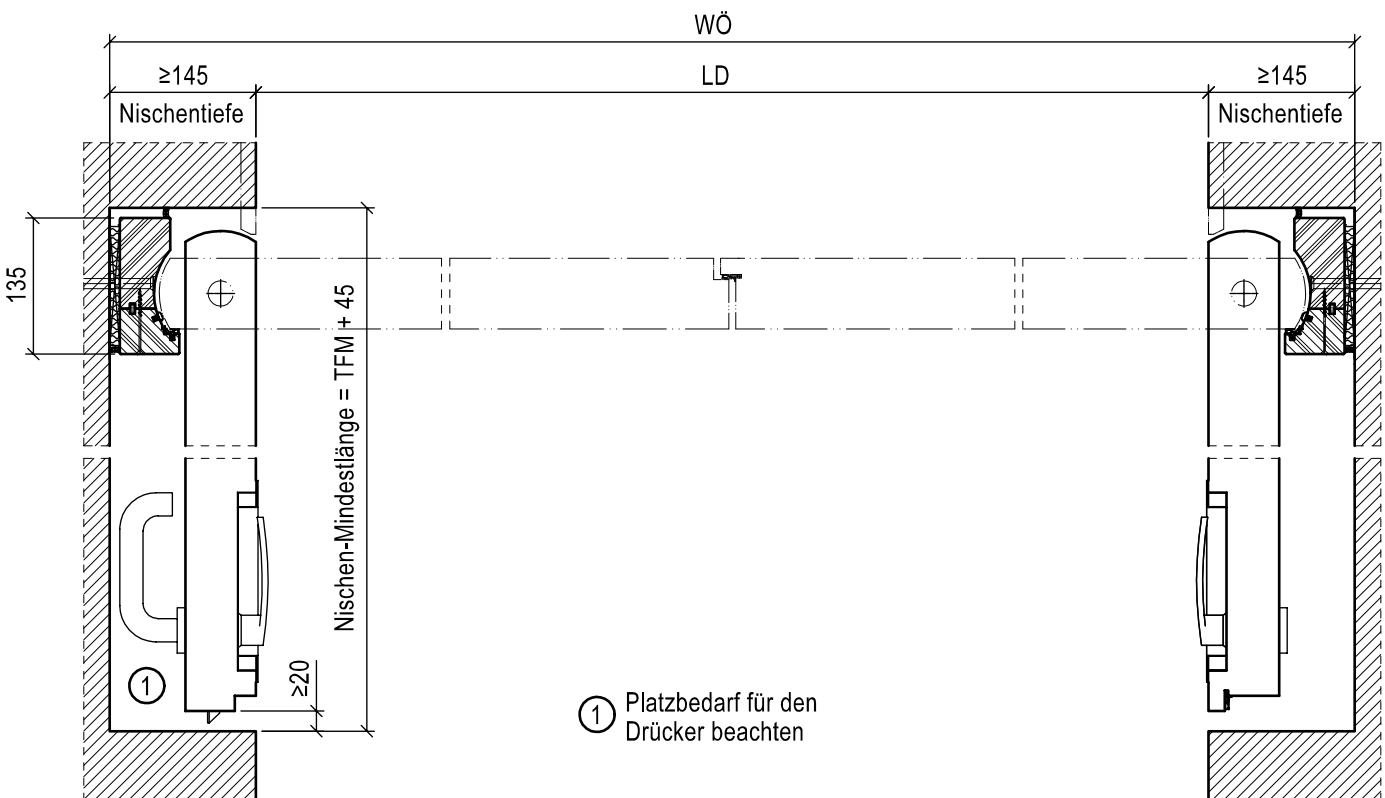 WÖ
≥145
LD
≥145
Nischentiefe
Nischentiefe
135
Nischen-Mindestlänge = TFM + 45
≥20
1
1 Platzbedarf für den
Drücker beachten